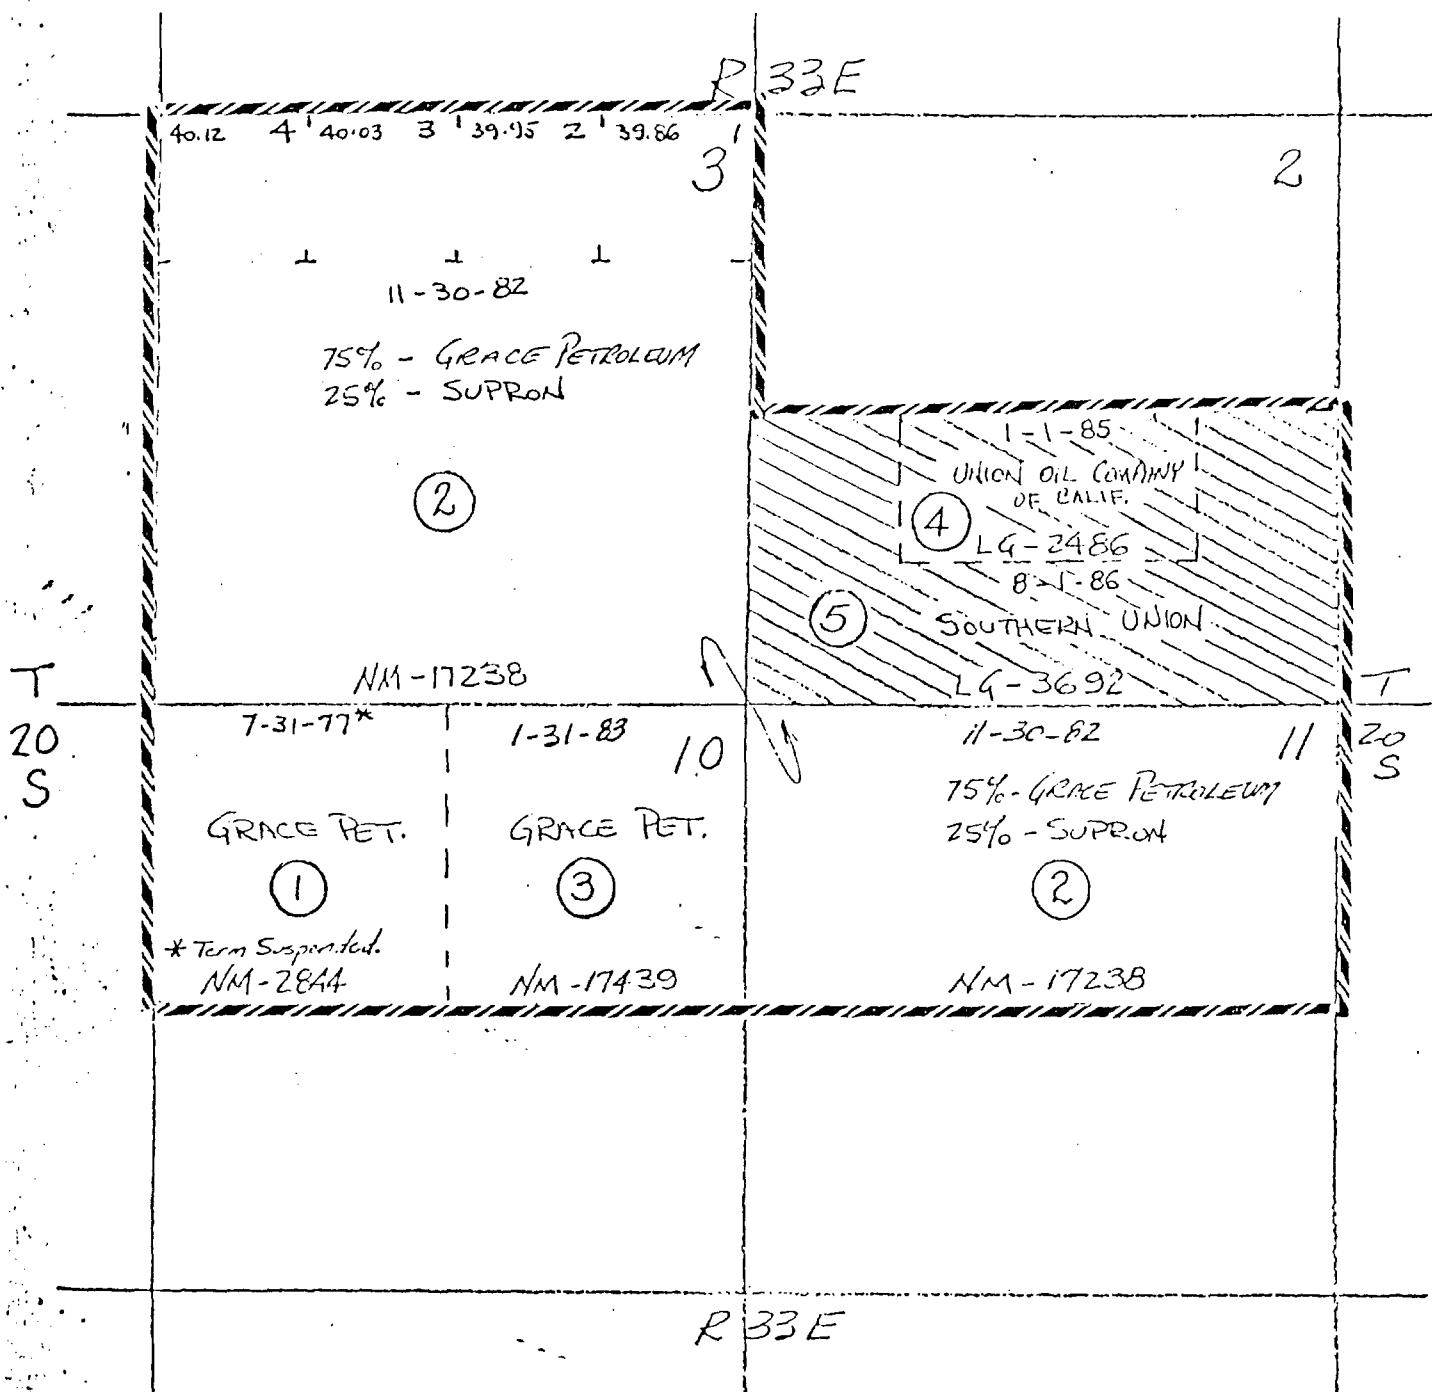 R 33E
40.12 4 40.03 3 39.95 2 39.86 1
3
2
11-30-82
75% - GRACE PETROLEUM
25% - SUPRON
2
NM-17238
1-1-85
UNION OIL COMPANY
OF CALIF.
4
LG-2486
8-1-86
5
SOUTHERN UNION
LG-3692
T
20
S
T
20
S
7-31-77*
GRACE PET.
1
* Term Suspended.
NM-2844
1-31-83
10
GRACE PET.
3
NM-17439
11-30-82
11
75% - GRACE PETROLEUM
25% - SUPRON
2
NM-17238
R 33E